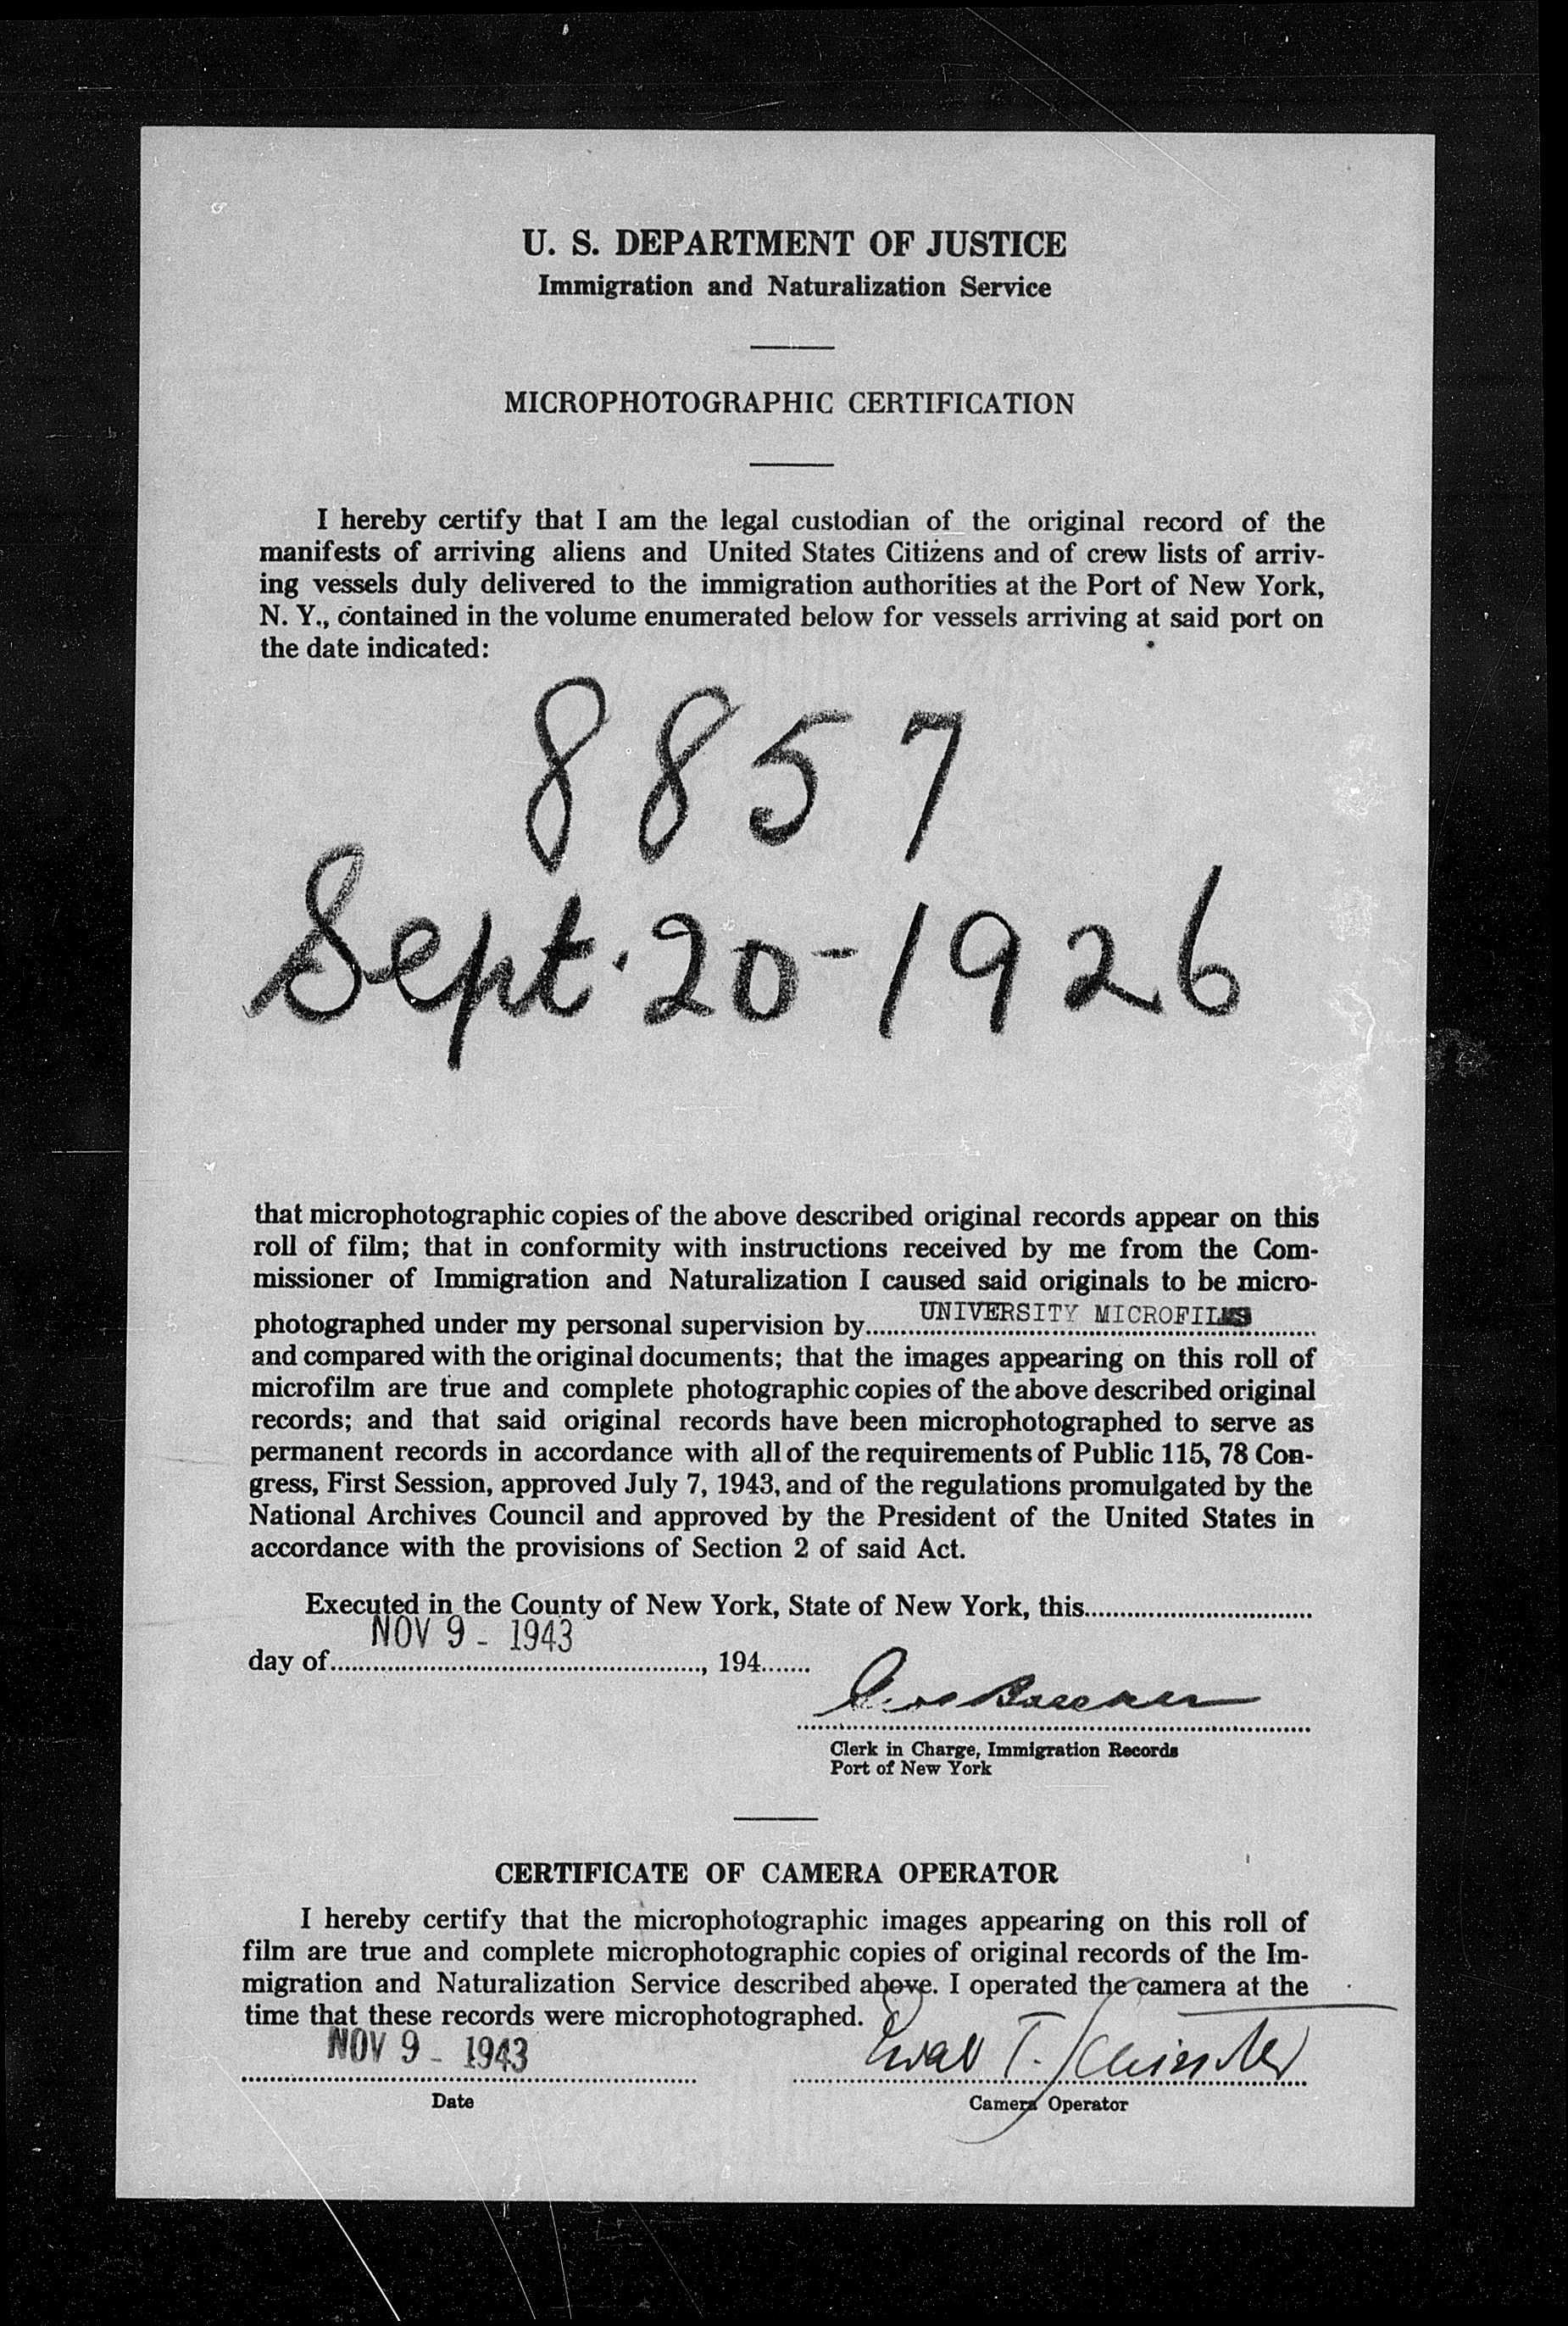 U. S. DEPARTMENT OF JUSTICE
Immigration and Naturalization Service
MICROPHOTOGRAPHIC CERTIFICATION
I hereby certify that I am the legal custodian of the original record of the
manifests of arriving aliens and United States Citizens and of crew lists of arriv-
ing vessels duly delivered to the immigration authorities at the Port of New York,
N. Y., contained in the volume enumerated below for vessels arriving at said port on
the date indicated:
8857
Sept. 20-1926
that microphotographic copies of the above described original records appear on this
roll of film; that in conformity with instructions received by me from the Com-
missioner of Immigration and Naturalization I caused said originals to be micro-
photographed under my personal supervision by UNIVERSITY MICROFILMS
and compared with the original documents; that the images appearing on this roll of
microfilm are true and complete photographic copies of the above described original
records; and that said original records have been microphotographed to serve as
permanent records in accordance with all of the requirements of Public 115, 78 Con-
gress, First Session, approved July 7, 1943, and of the regulations promulgated by the
National Archives Council and approved by the President of the United States in
accordance with the provisions of Section 2 of said Act.
Executed in the County of New York, State of New York, this
NOV 9 - 1943
day of , 194
Clerk in Charge, Immigration Records
Port of New York
CERTIFICATE OF CAMERA OPERATOR
I hereby certify that the microphotographic images appearing on this roll of
film are true and complete microphotographic copies of original records of the Im-
migration and Naturalization Service described above. I operated the camera at the
time that these records were microphotographed.
NOV 9 - 1943
T.
Date Camera Operator